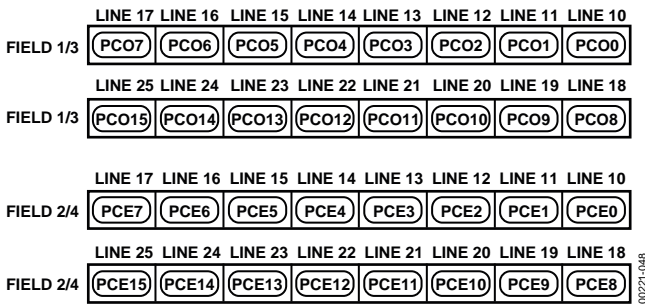 LINE 17 LINE 16 LINE 15 LINE 14 LINE 13 LINE 12 LINE 11 LINE 10
FIELD 1/3 PCO7 PCO6 PCO5 PCO4 PCO3 PCO2 PCO1 PCO0
LINE 25 LINE 24 LINE 23 LINE 22 LINE 21 LINE 20 LINE 19 LINE 18
FIELD 1/3 PCO15 PCO14 PCO13 PCO12 PCO11 PCO10 PCO9 PCO8
LINE 17 LINE 16 LINE 15 LINE 14 LINE 13 LINE 12 LINE 11 LINE 10
FIELD 2/4 PCE7 PCE6 PCE5 PCE4 PCE3 PCE2 PCE1 PCE0
LINE 25 LINE 24 LINE 23 LINE 22 LINE 21 LINE 20 LINE 19 LINE 18
FIELD 2/4 PCE15 PCE14 PCE13 PCE12 PCE11 PCE10 PCE9 PCE8
00221-048